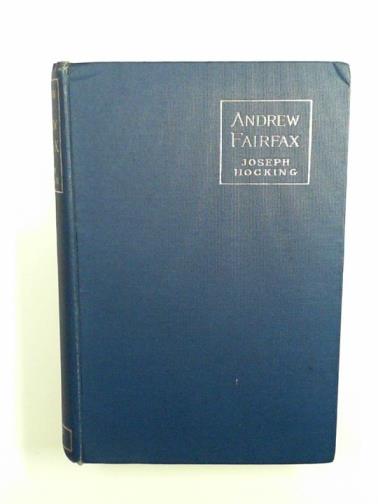 ANDREW
FAIRFAX
JOSEPH
HOCKING